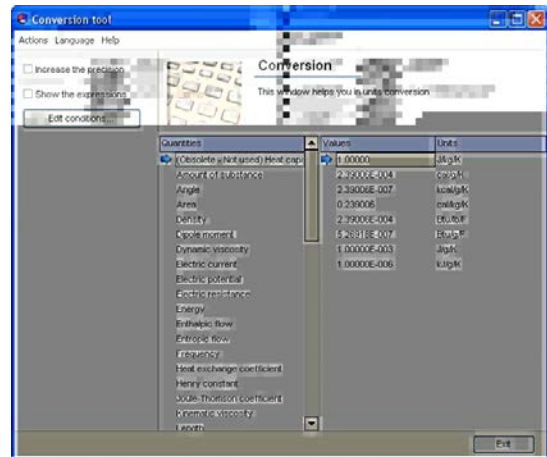 Conversion tool
Actions Language Help
Increase the precision
Show the expressions
Edit conditions...
Conversion
This window helps you in units conversion
Quantities Values Units
(Obsolete - Not used) Heat capa 1.00000 J/kg/K
Amount of substance 2.39006E-004 cal/g/K
Angle 2.39006E-007 kcal/g/K
Area 0.239006 cal/kg/K
Density 2.39006E-004
Dipole moment
Dynamic viscosity 1.00000E-003 J/g/K
Electric current 1.00000E-006 kJ/g/K
Electric potential
Electric resistance
Energy
Enthalpic flow
Entropic flow
Frequency
Heat exchange coefficient
Henry constant
Joule-Thomson coefficient
Kinematic viscosity
Length
Exit